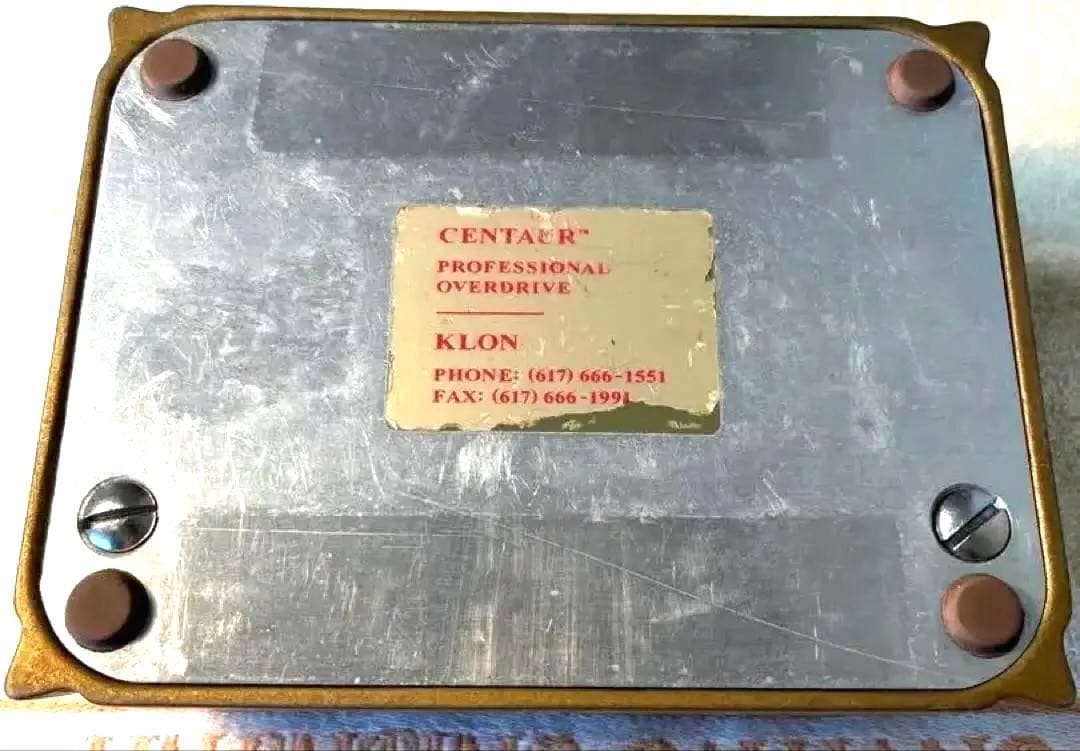 CENTAUR™
PROFESSIONAL
OVERDRIVE
KLON
PHONE: (617) 666-1551
FAX: (617) 666-1991